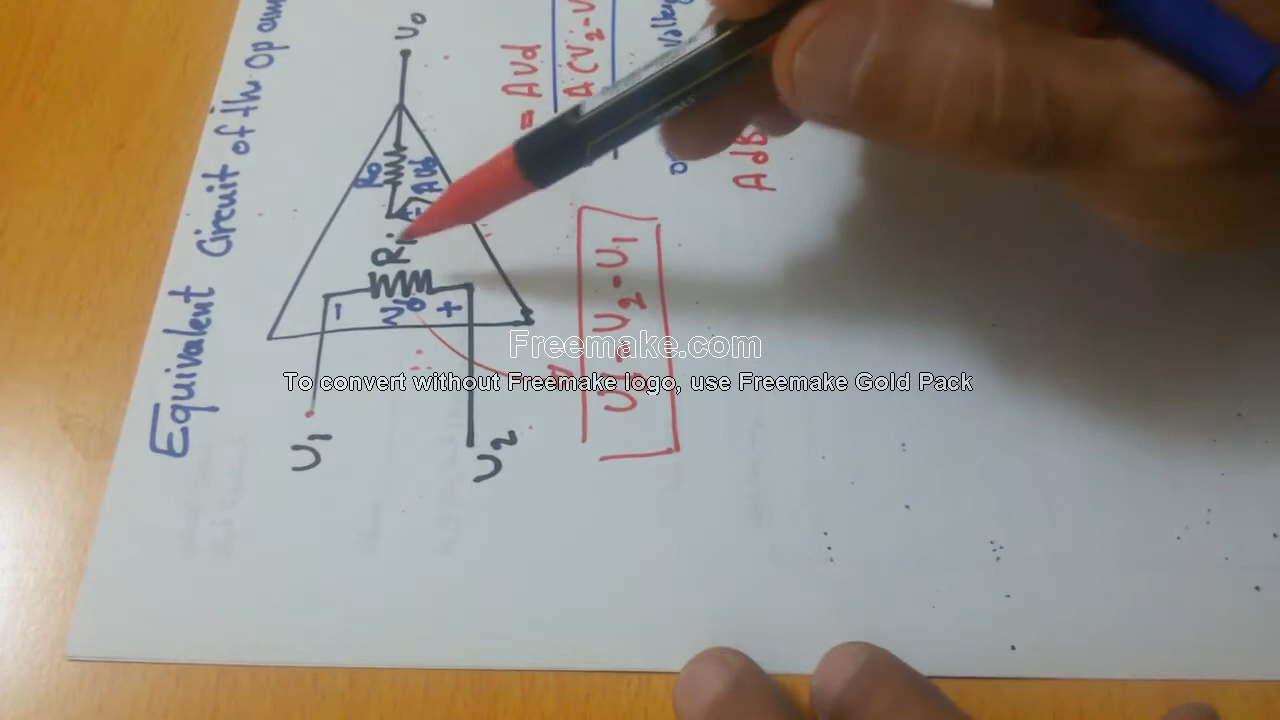 Equivalent Circuit of the op am
V1
V2
-
+
Vd
Ri
Ro
AVd
Vo
= AVd
A(V2-V
Vd = V2 - V1
AdB
Freemake.com
To convert without Freemake logo, use Freemake Gold Pack